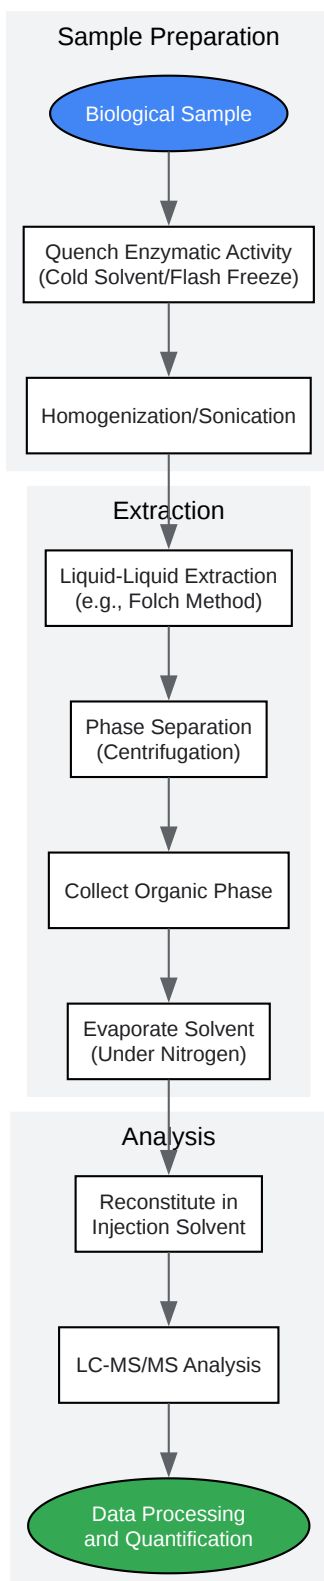 Sample Preparation
Biological Sample
Quench Enzymatic Activity
(Cold Solvent/Flash Freeze)
Homogenization/Sonication
Extraction
Liquid-Liquid Extraction
(e.g., Folch Method)
Phase Separation
(Centrifugation)
Collect Organic Phase
Evaporate Solvent
(Under Nitrogen)
Analysis
Reconstitute in
Injection Solvent
LC-MS/MS Analysis
Data Processing
and Quantification